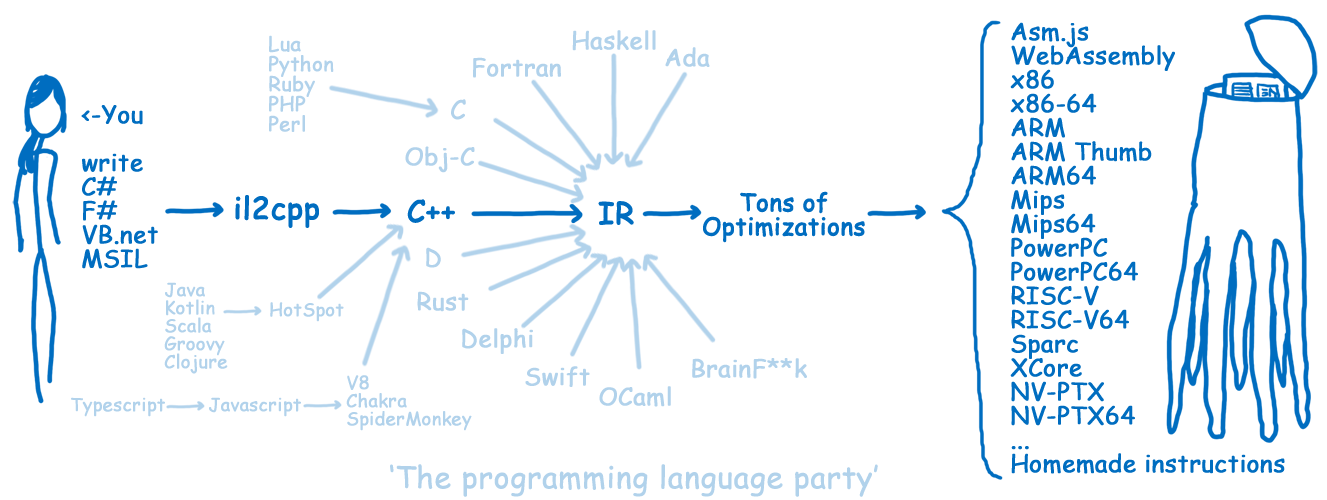 Lua
Python
Ruby
PHP
Perl
C
Obj-C
Fortran
Haskell
Ada
<-You
write
C#
F#
VB.net
MSIL
il2cpp
C++
IR
Tons of
Optimizations
D
Rust
Delphi
Swift
OCaml
BrainF**k
Java
Kotlin
Scala
Groovy
Clojure
HotSpot
Typescript
Javascript
V8
Chakra
SpiderMonkey
Asm.js
WebAssembly
x86
x86-64
ARM
ARM Thumb
ARM64
Mips
Mips64
PowerPC
PowerPC64
RISC-V
RISC-V64
Sparc
XCore
NV-PTX
NV-PTX64
...
Homemade instructions
'The programming language party'